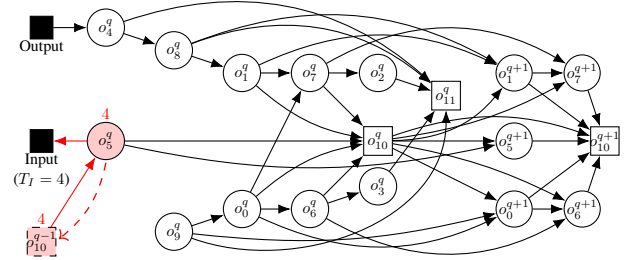 Output
o_4^q
o_8^q
o_1^q
o_7^q
o_2^q
o_11^q
o_1^{q+1}
o_7^{q+1}
4
o_5^q
Input
(T_I = 4)
o_10^q
o_5^{q+1}
o_10^{q+1}
4
o_10^{q-1}
o_9^q
o_0^q
o_6^q
o_3^q
o_0^{q+1}
o_6^{q+1}